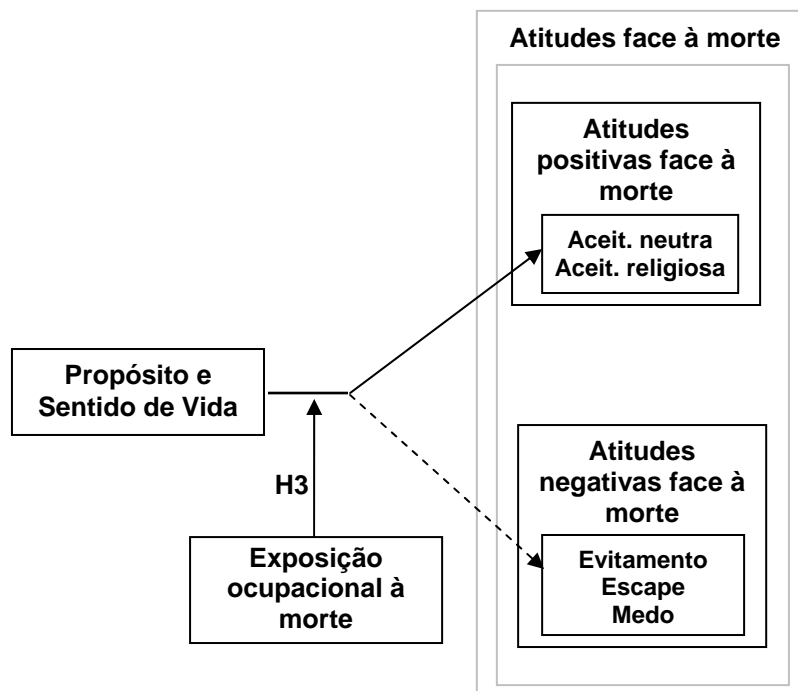 Atitudes face à morte
Atitudes
positivas face à
morte
Aceit. neutra
Aceit. religiosa
Propósito e
Sentido de Vida
H3
Exposição
ocupacional à
morte
Atitudes
negativas face à
morte
Evitamento
Escape
Medo